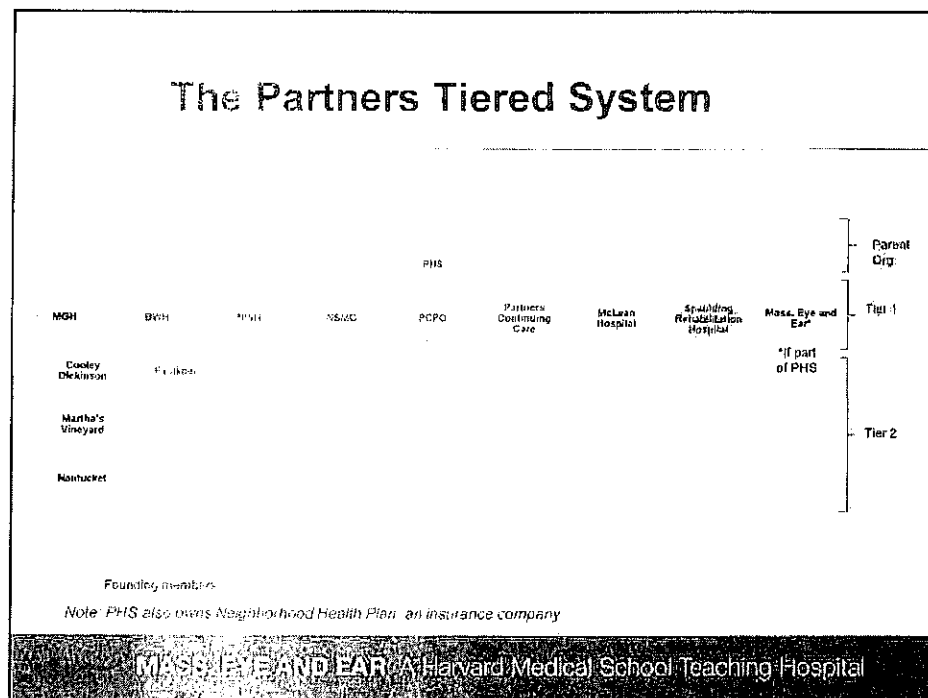 The Partners Tiered System
Parent
Org.
PHS
MGH
BWH
NSMC
PCPO
Partners
Continuing
Care
McLean
Hospital
Spaulding
Rehabilitation
Hospital
Mass. Eye and
Ear*
Tier 1
*If part
of PHS
Cooley
Dickinson
Faulkner
Martha's
Vineyard
Tier 2
Nantucket
Founding members
Note: PHS also owns Neighborhood Health Plan, an insurance company
MASS. EYE AND EAR A Harvard Medical School Teaching Hospital